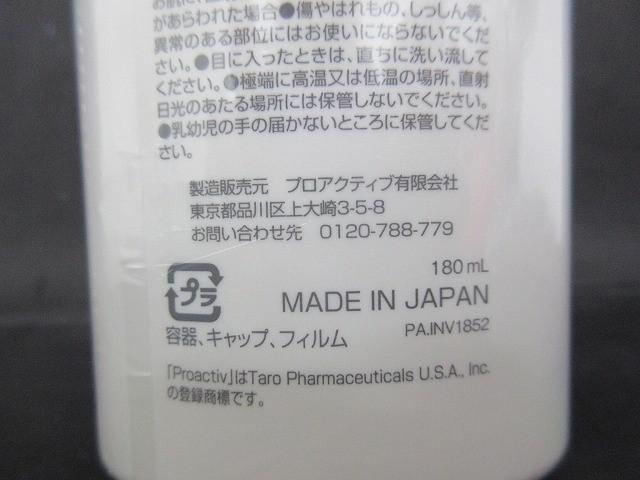 があらわれた場合●傷やはれもの、しっしん等、
異常のある部位にはお使いにならないでくだ
さい。●目に入ったときは、直ちに洗い流して
ください。●極端に高温又は低温の場所、直射
日光のあたる場所には保管しないでください。
●乳幼児の手の届かないところに保管してくだ
さい。
製造販売元 プロアクティブ有限会社
東京都品川区上大崎3-5-8
お問い合わせ先 0120-788-779
180mL
プラ
MADE IN JAPAN
容器、キャップ、フィルム
PA.INV1852
「Proactiv」はTaro Pharmaceuticals U.S.A., Inc.
の登録商標です。